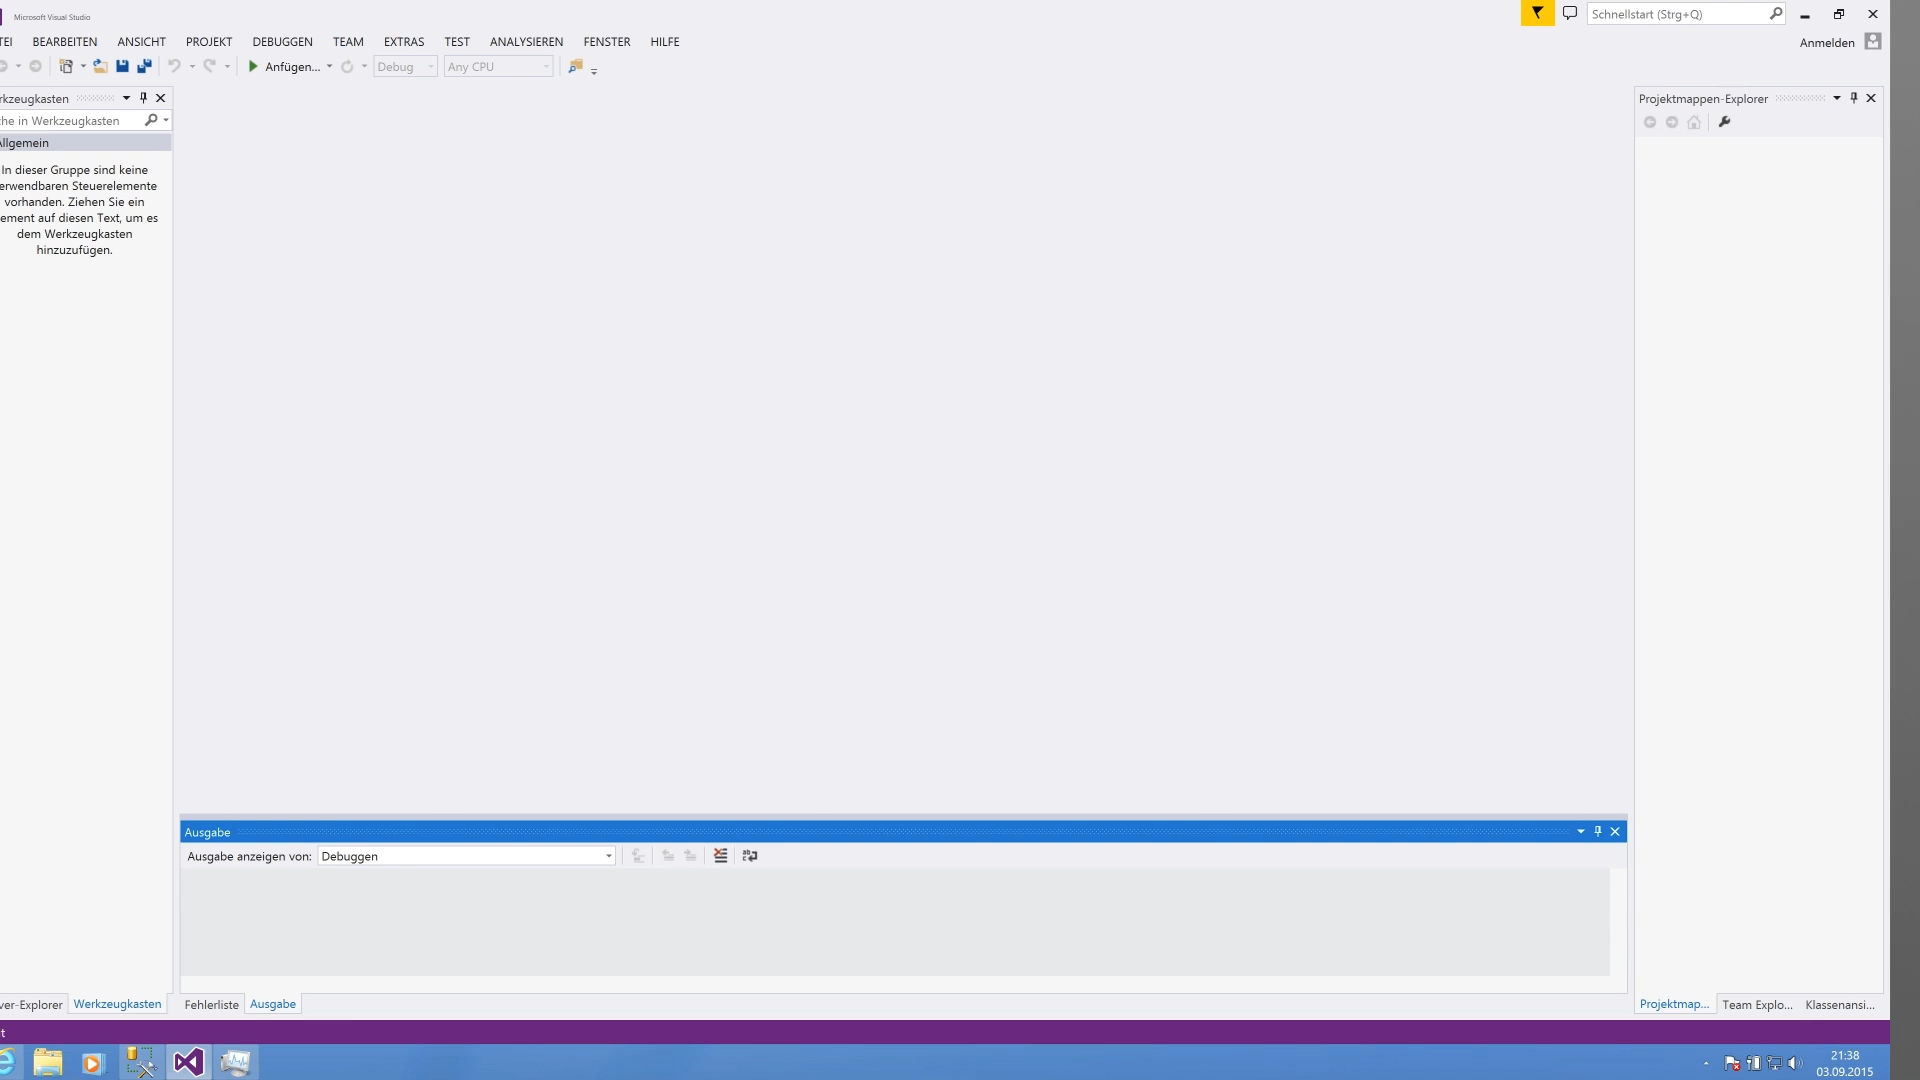 Microsoft Visual Studio
Schnellstart (Strg+Q)
TEI BEARBEITEN ANSICHT PROJEKT DEBUGGEN TEAM EXTRAS TEST ANALYSIEREN FENSTER HILFE
Anmelden
Anfügen... Debug Any CPU
rkzeugkasten
he in Werkzeugkasten
Allgemein
In dieser Gruppe sind keine
erwendbaren Steuerelemente
vorhanden. Ziehen Sie ein
ement auf diesen Text, um es
dem Werkzeugkasten
hinzuzufügen.
Projektmappen-Explorer
Ausgabe
Ausgabe anzeigen von: Debuggen
ver-Explorer Werkzeugkasten Fehlerliste Ausgabe
Projektmap... Team Explo... Klassenansi...
t
21:38
03.09.2015